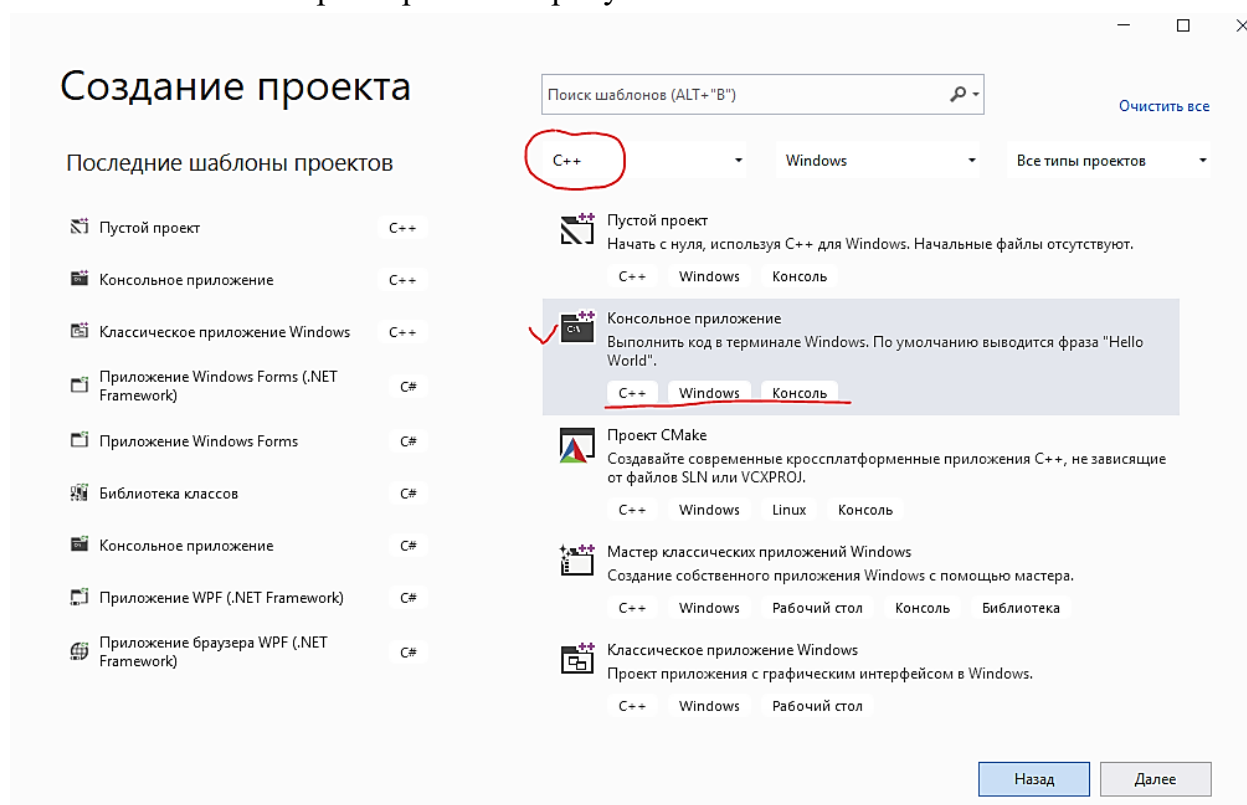 Создание проекта
Поиск шаблонов (ALT+"В")
Очистить все
Последние шаблоны проектов
C++
Windows
Все типы проектов
Пустой проект C++
Консольное приложение C++
Классическое приложение Windows C++
Приложение Windows Forms (.NET
Framework) C#
Приложение Windows Forms C#
Библиотека классов C#
Консольное приложение C#
Приложение WPF (.NET Framework) C#
Приложение браузера WPF (.NET
Framework) C#
Пустой проект
Начать с нуля, используя C++ для Windows. Начальные файлы отсутствуют.
C++ Windows Консоль
Консольное приложение
Выполнить код в терминале Windows. По умолчанию выводится фраза "Hello
World".
C++ Windows Консоль
Проект CMake
Создавайте современные кроссплатформенные приложения C++, не зависящие
от файлов SLN или VCXPROJ.
C++ Windows Linux Консоль
Мастер классических приложений Windows
Создание собственного приложения Windows с помощью мастера.
C++ Windows Рабочий стол Консоль Библиотека
Классическое приложение Windows
Проект приложения с графическим интерфейсом в Windows.
C++ Windows Рабочий стол
Назад
Далее